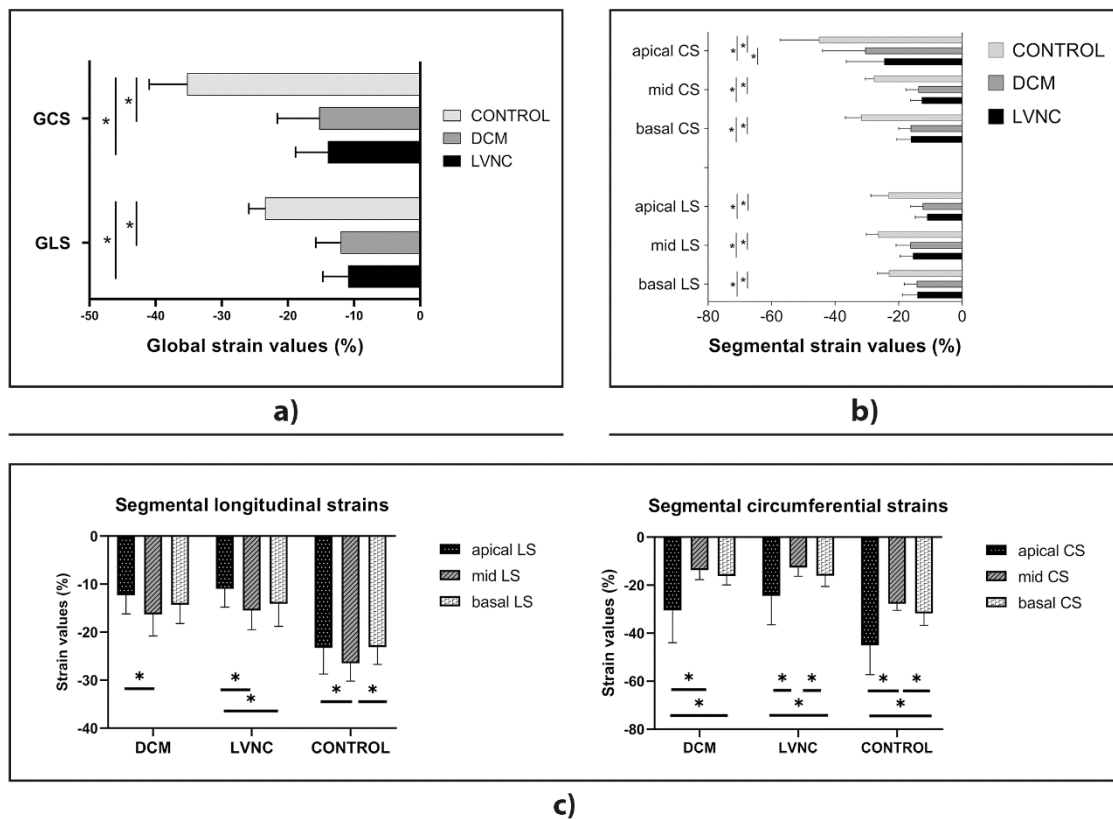 GCS
GLS
*
*
*
*
CONTROL
DCM
LVNC
-50
-40
-30
-20
-10
0
Global strain values (%)
a)
apical CS
mid CS
basal CS
apical LS
mid LS
basal LS
*
*
*
*
*
*
*
*
*
*
*
*
*
CONTROL
DCM
LVNC
-80
-60
-40
-20
0
Segmental strain values (%)
b)
Segmental longitudinal strains
Strain values (%)
0
-10
-20
-30
-40
*
*
*
*
*
DCM
LVNC
CONTROL
apical LS
mid LS
basal LS
Segmental circumferential strains
Strain values (%)
0
-20
-40
-60
-80
*
*
*
*
*
*
*
*
DCM
LVNC
CONTROL
apical CS
mid CS
basal CS
c)